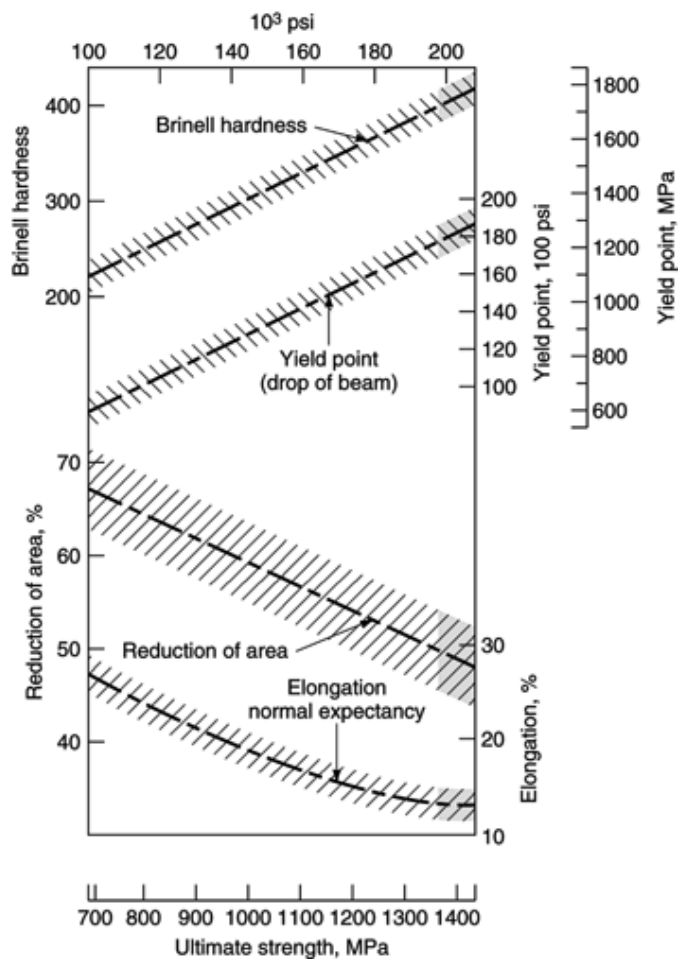 10³ psi
100 120 140 160 180 200
Brinell hardness
400
300
200
Brinell hardness
Yield point
(drop of beam)
200
180
160
140
120
100
Yield point, 100 psi
1800
1600
1400
1200
1000
800
600
Yield point, MPa
Reduction of area, %
70
60
50
40
Reduction of area
Elongation
normal expectancy
30
20
10
Elongation, %
700 800 900 1000 1100 1200 1300 1400
Ultimate strength, MPa